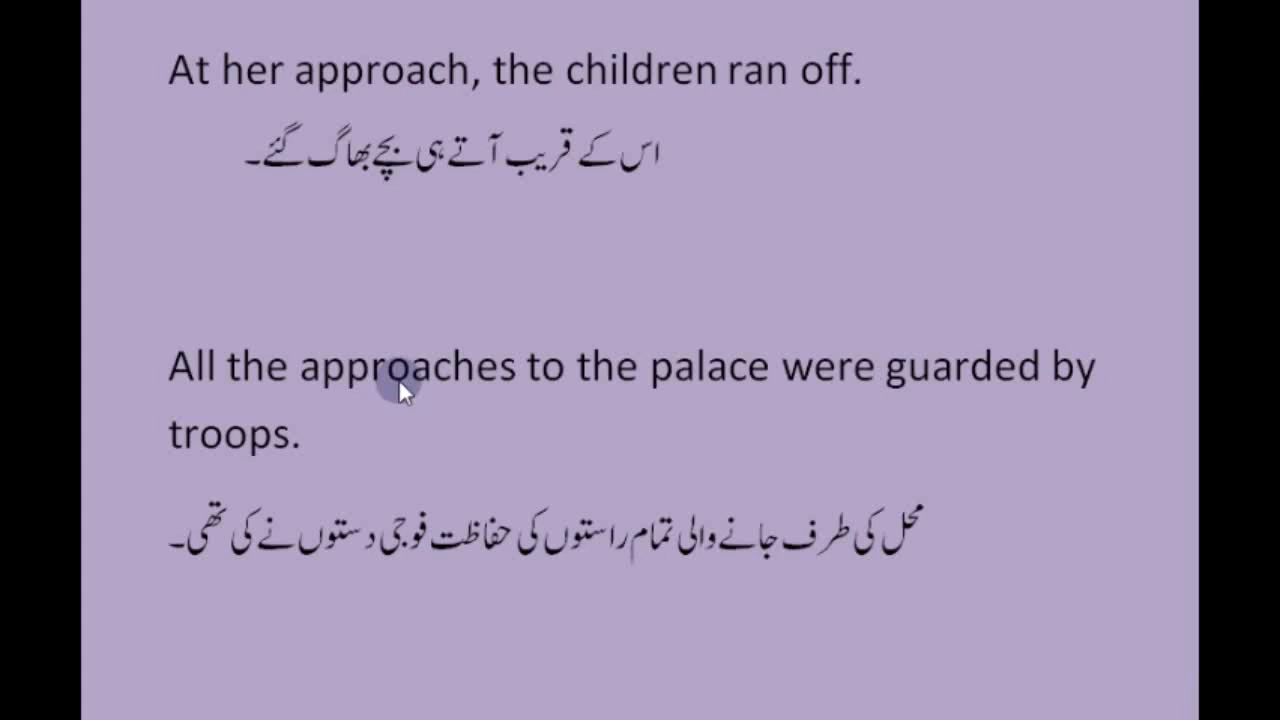 At her approach, the children ran off.
اس کے قریب آتے ہی بچے بھاگ گئے۔
All the approaches to the palace were guarded by
troops.
محل کی طرف جانے والی تمام راستوں کی حفاظت فوجی دستوں نے کی تھی۔